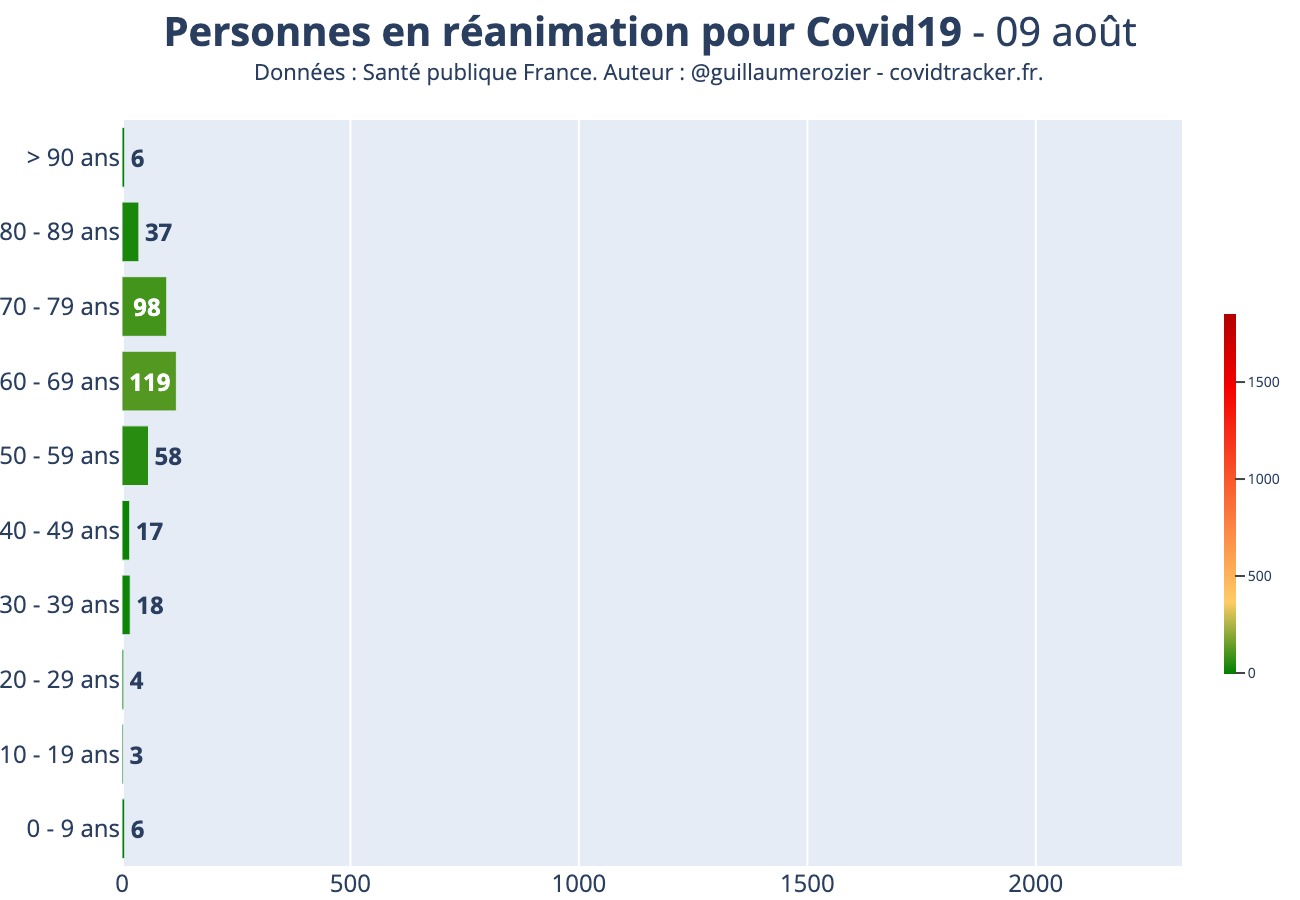 Personnes en réanimation pour Covid19 - 09 août
Données : Santé publique France. Auteur : @guillaumerozier - covidtracker.fr.
> 90 ans 6
80 - 89 ans 37
70 - 79 ans 98
60 - 69 ans 119
50 - 59 ans 58
40 - 49 ans 17
30 - 39 ans 18
20 - 29 ans 4
10 - 19 ans 3
0 - 9 ans 6
0 500 1000 1500 2000
1500
1000
500
0